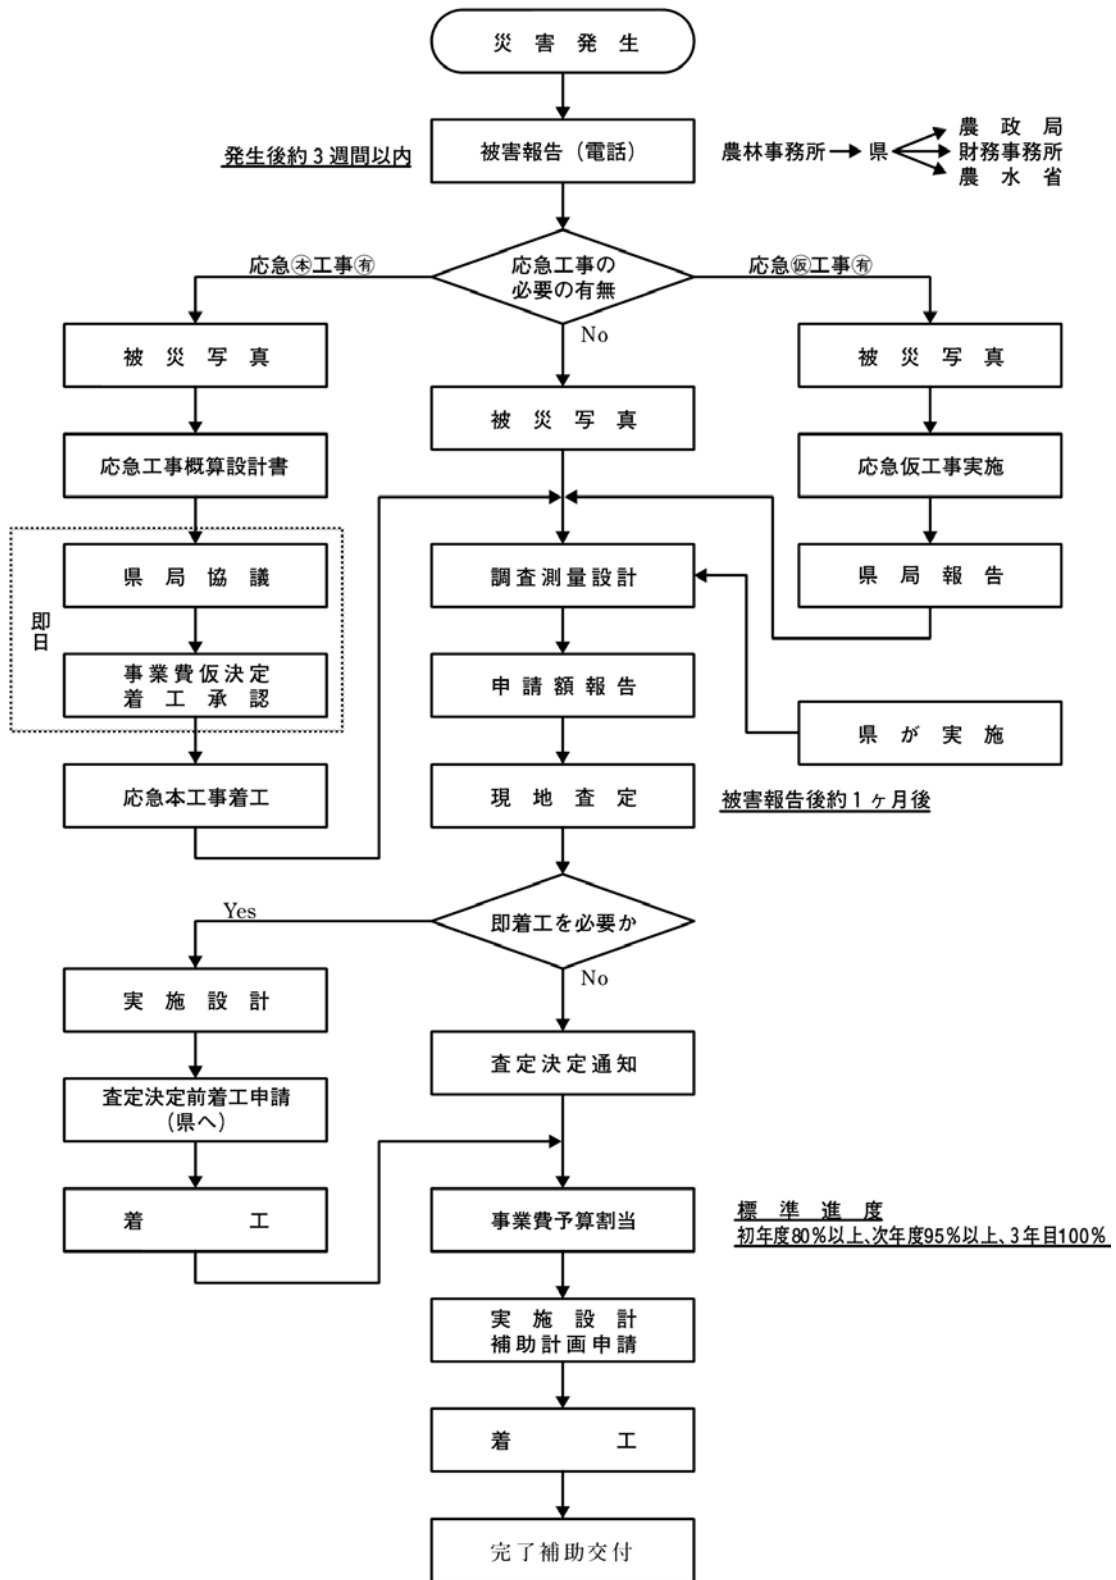 災害発生
発生後約3週間以内
被害報告（電話）
農林事務所
県
農政局
財務事務所
農水省
応急㊍工事㊒
応急工事の
必要の有無
応急㋕工事㊒
No
被災写真
被災写真
被災写真
応急工事概算設計書
応急仮工事実施
即日
県局協議
調査測量設計
県局報告
事業費仮決定
着工承認
申請額報告
県が実施
応急本工事着工
現地査定
被害報告後約1ヶ月後
Yes
即着工を必要か
No
実施設計
査定決定通知
査定決定前着工申請
（県へ）
着工
事業費予算割当
標準進度
初年度80%以上、次年度95%以上、3年目100%
実施設計
補助計画申請
着工
完了補助交付